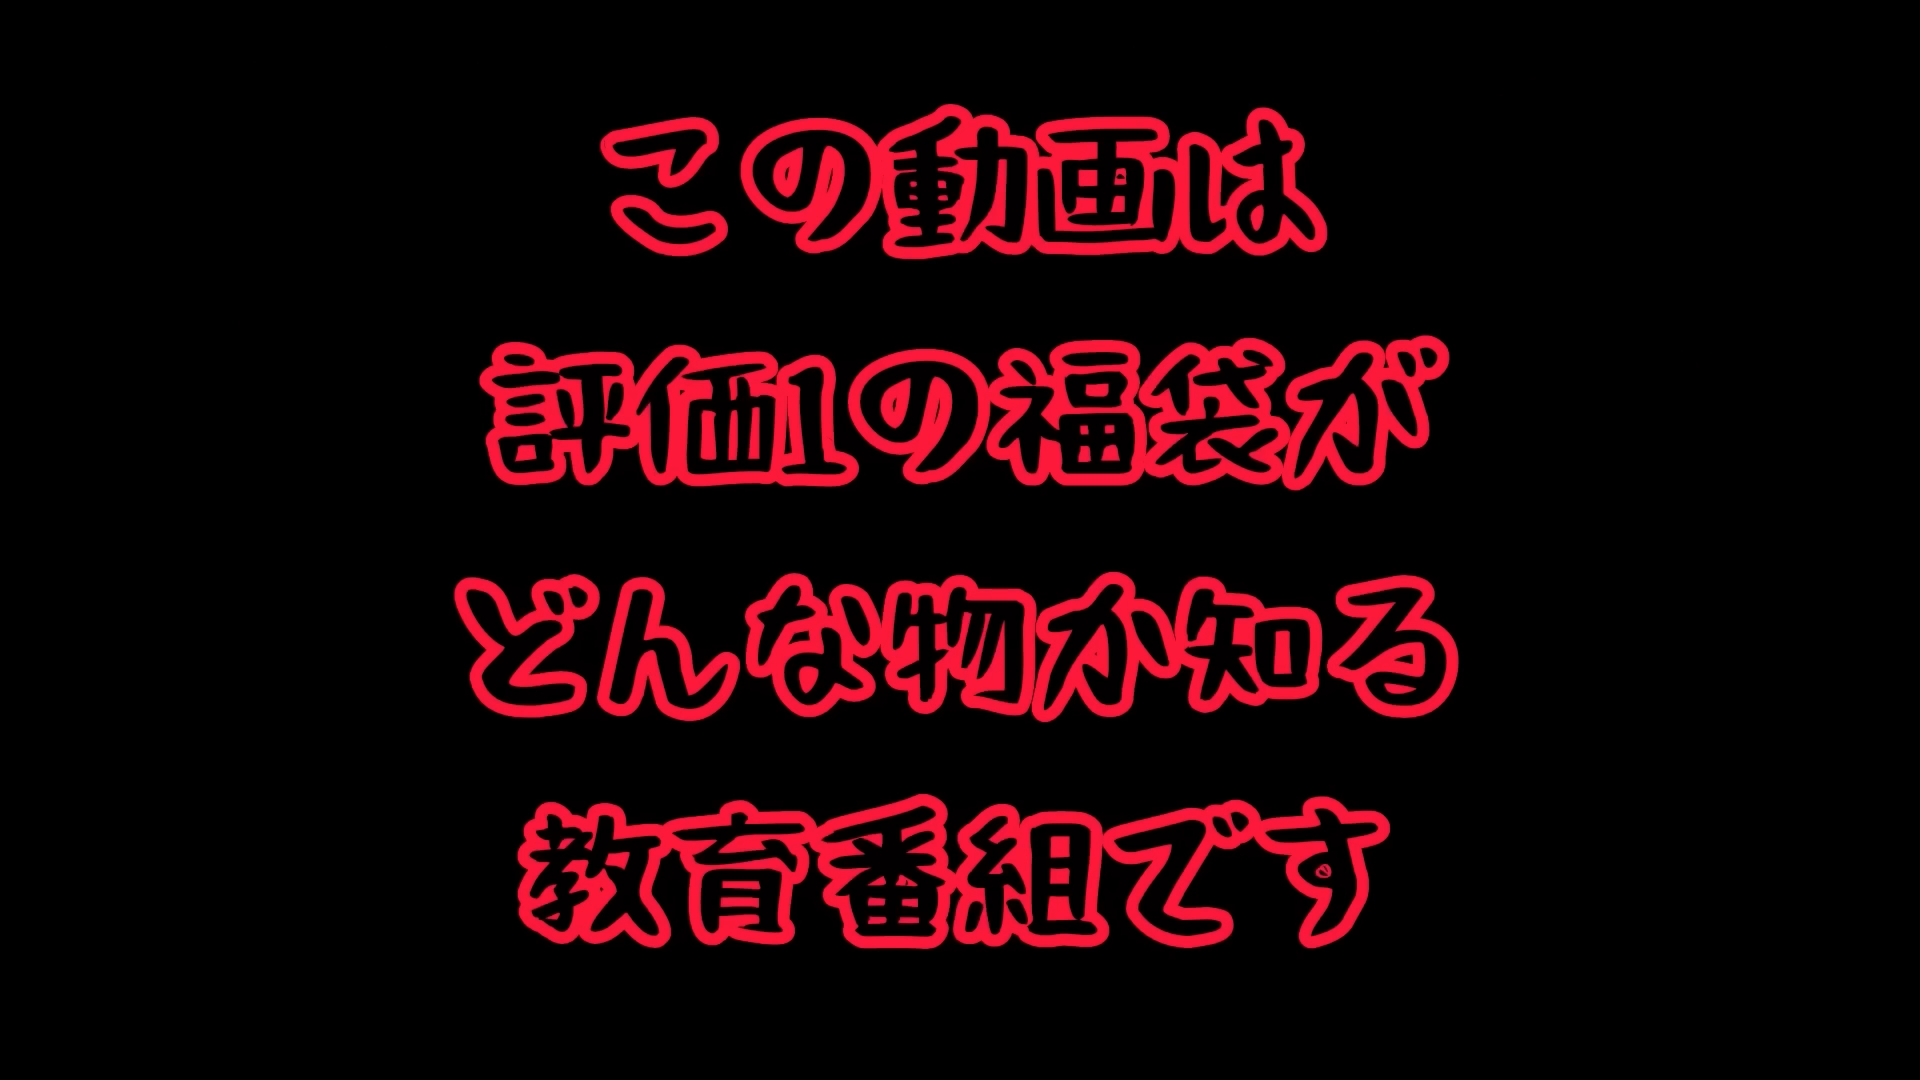 この動画は
評価1の福袋が
どんな物か知る
教育番組です